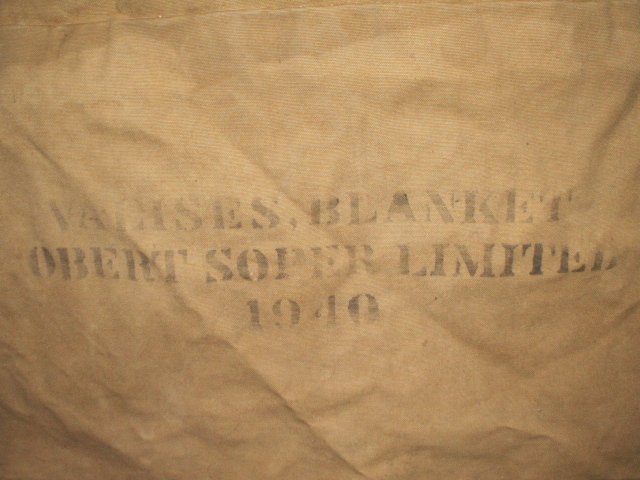 VALISES, BLANKET
OBERT SOPER LIMITED
1940